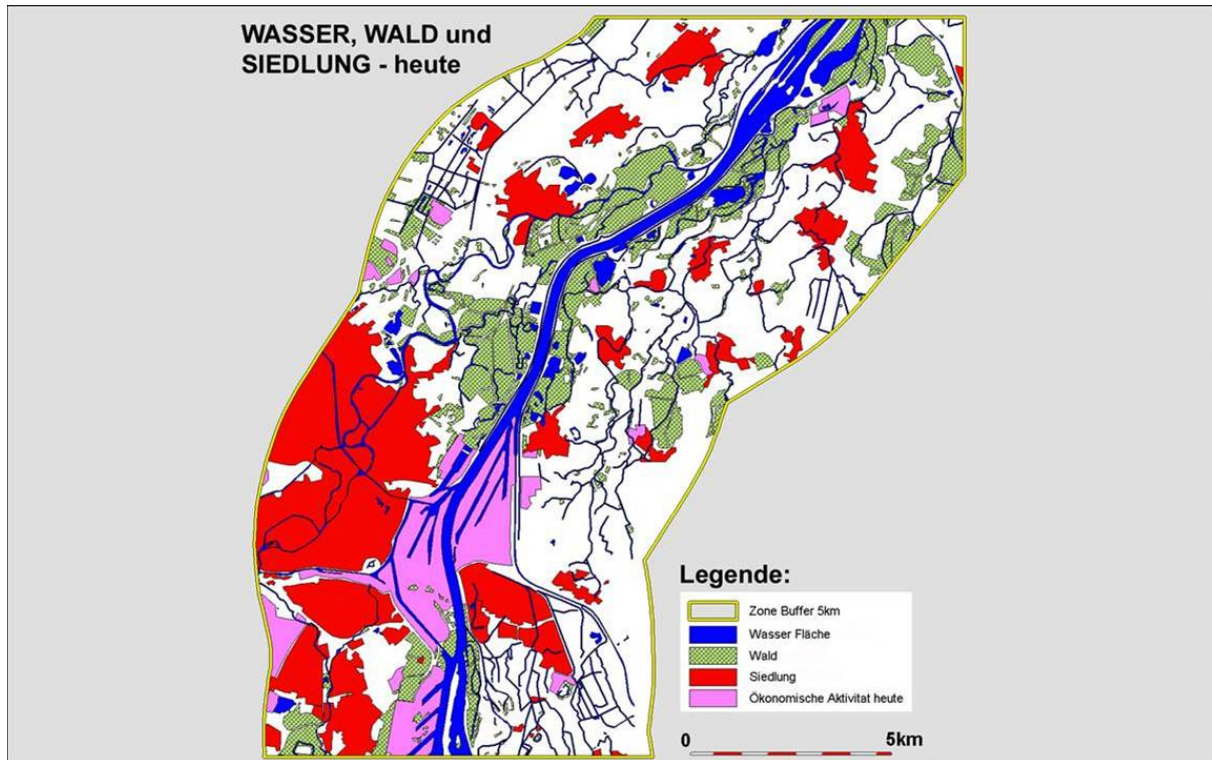 WASSER, WALD und
SIEDLUNG - heute
Legende:
Zone Buffer 5km
Wasser Fläche
Wald
Siedlung
Ökonomische Aktivitat heute
0 5km